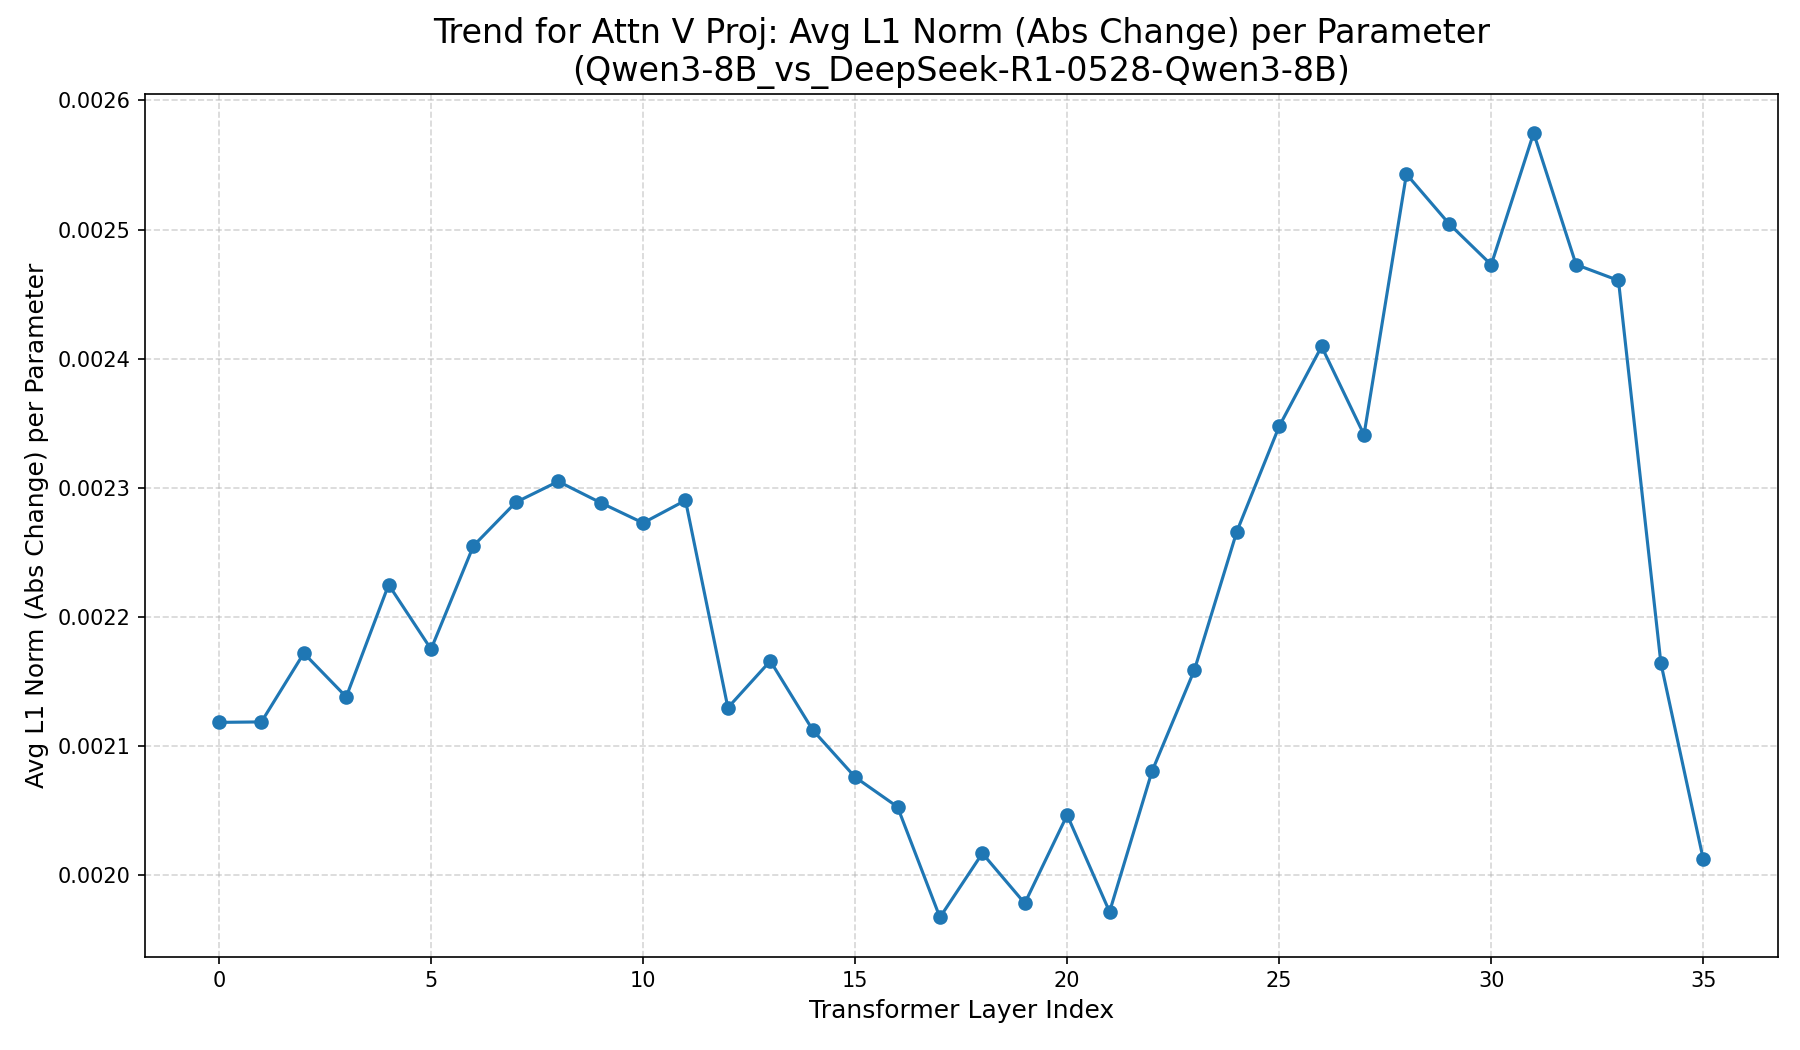 Trend for Attn V Proj: Avg L1 Norm (Abs Change) per Parameter
(Qwen3-8B_vs_DeepSeek-R1-0528-Qwen3-8B)
Avg L1 Norm (Abs Change) per Parameter
0.0026
0.0025
0.0024
0.0023
0.0022
0.0021
0.0020
0 5 10 15 20 25 30 35
Transformer Layer Index